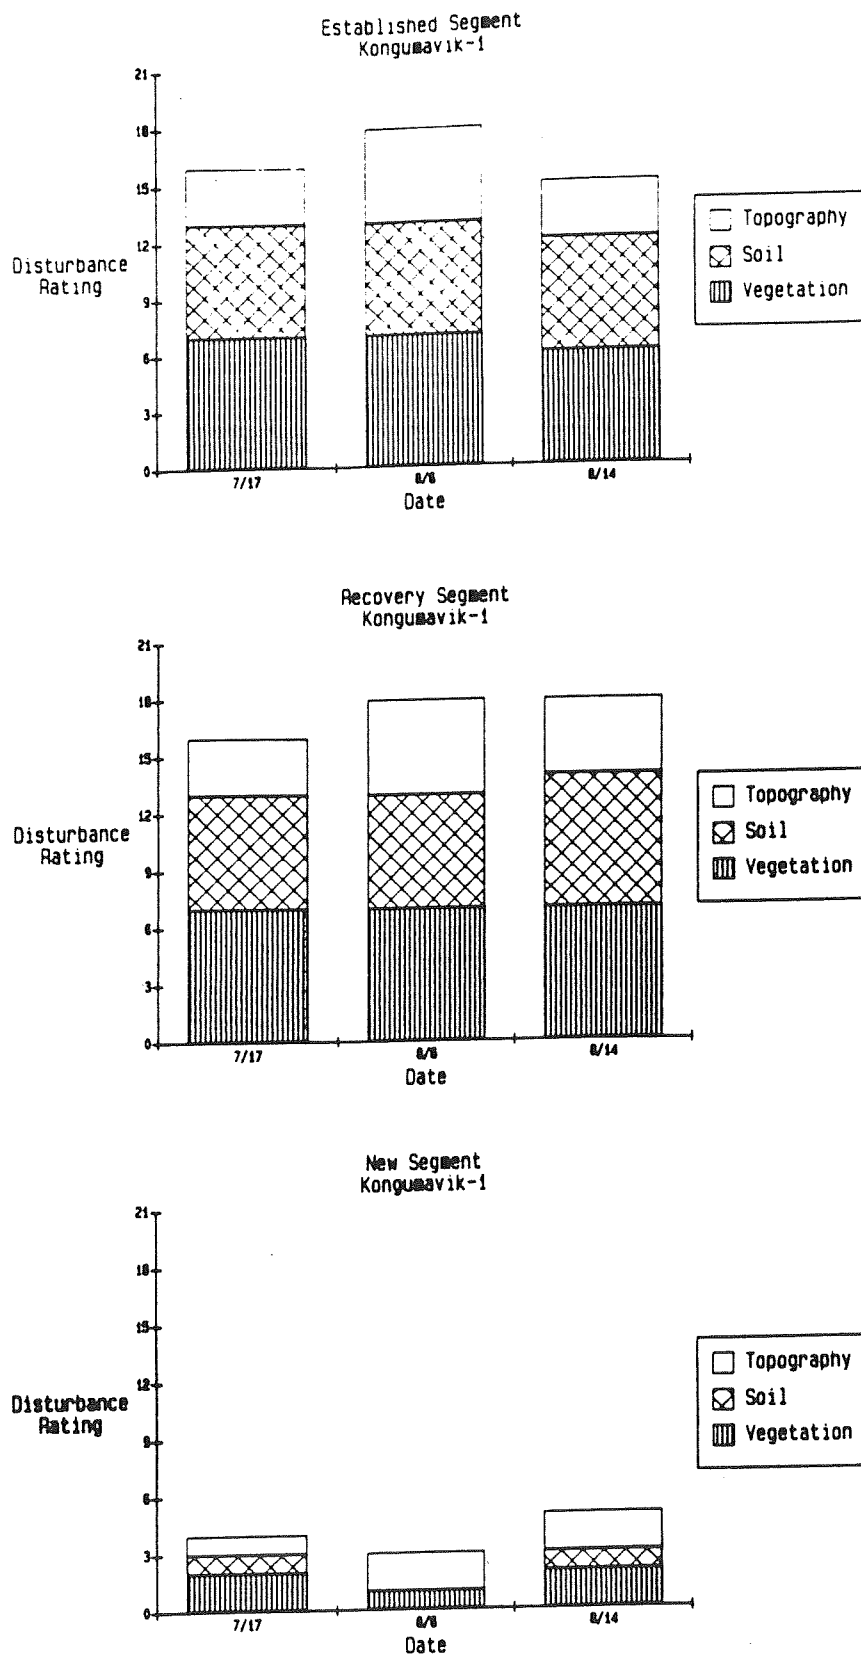 Established Segment
Kongumavik-1
21
18
15
12
9
6
3
0
Disturbance
Rating
7/17
8/6
8/14
Date
Topography
Soil
Vegetation
Recovery Segment
Kongumavik-1
21
18
15
12
9
6
3
0
Disturbance
Rating
7/17
8/6
8/14
Date
Topography
Soil
Vegetation
New Segment
Kongumavik-1
21
18
15
12
9
6
3
0
Disturbance
Rating
7/17
8/6
8/14
Date
Topography
Soil
Vegetation